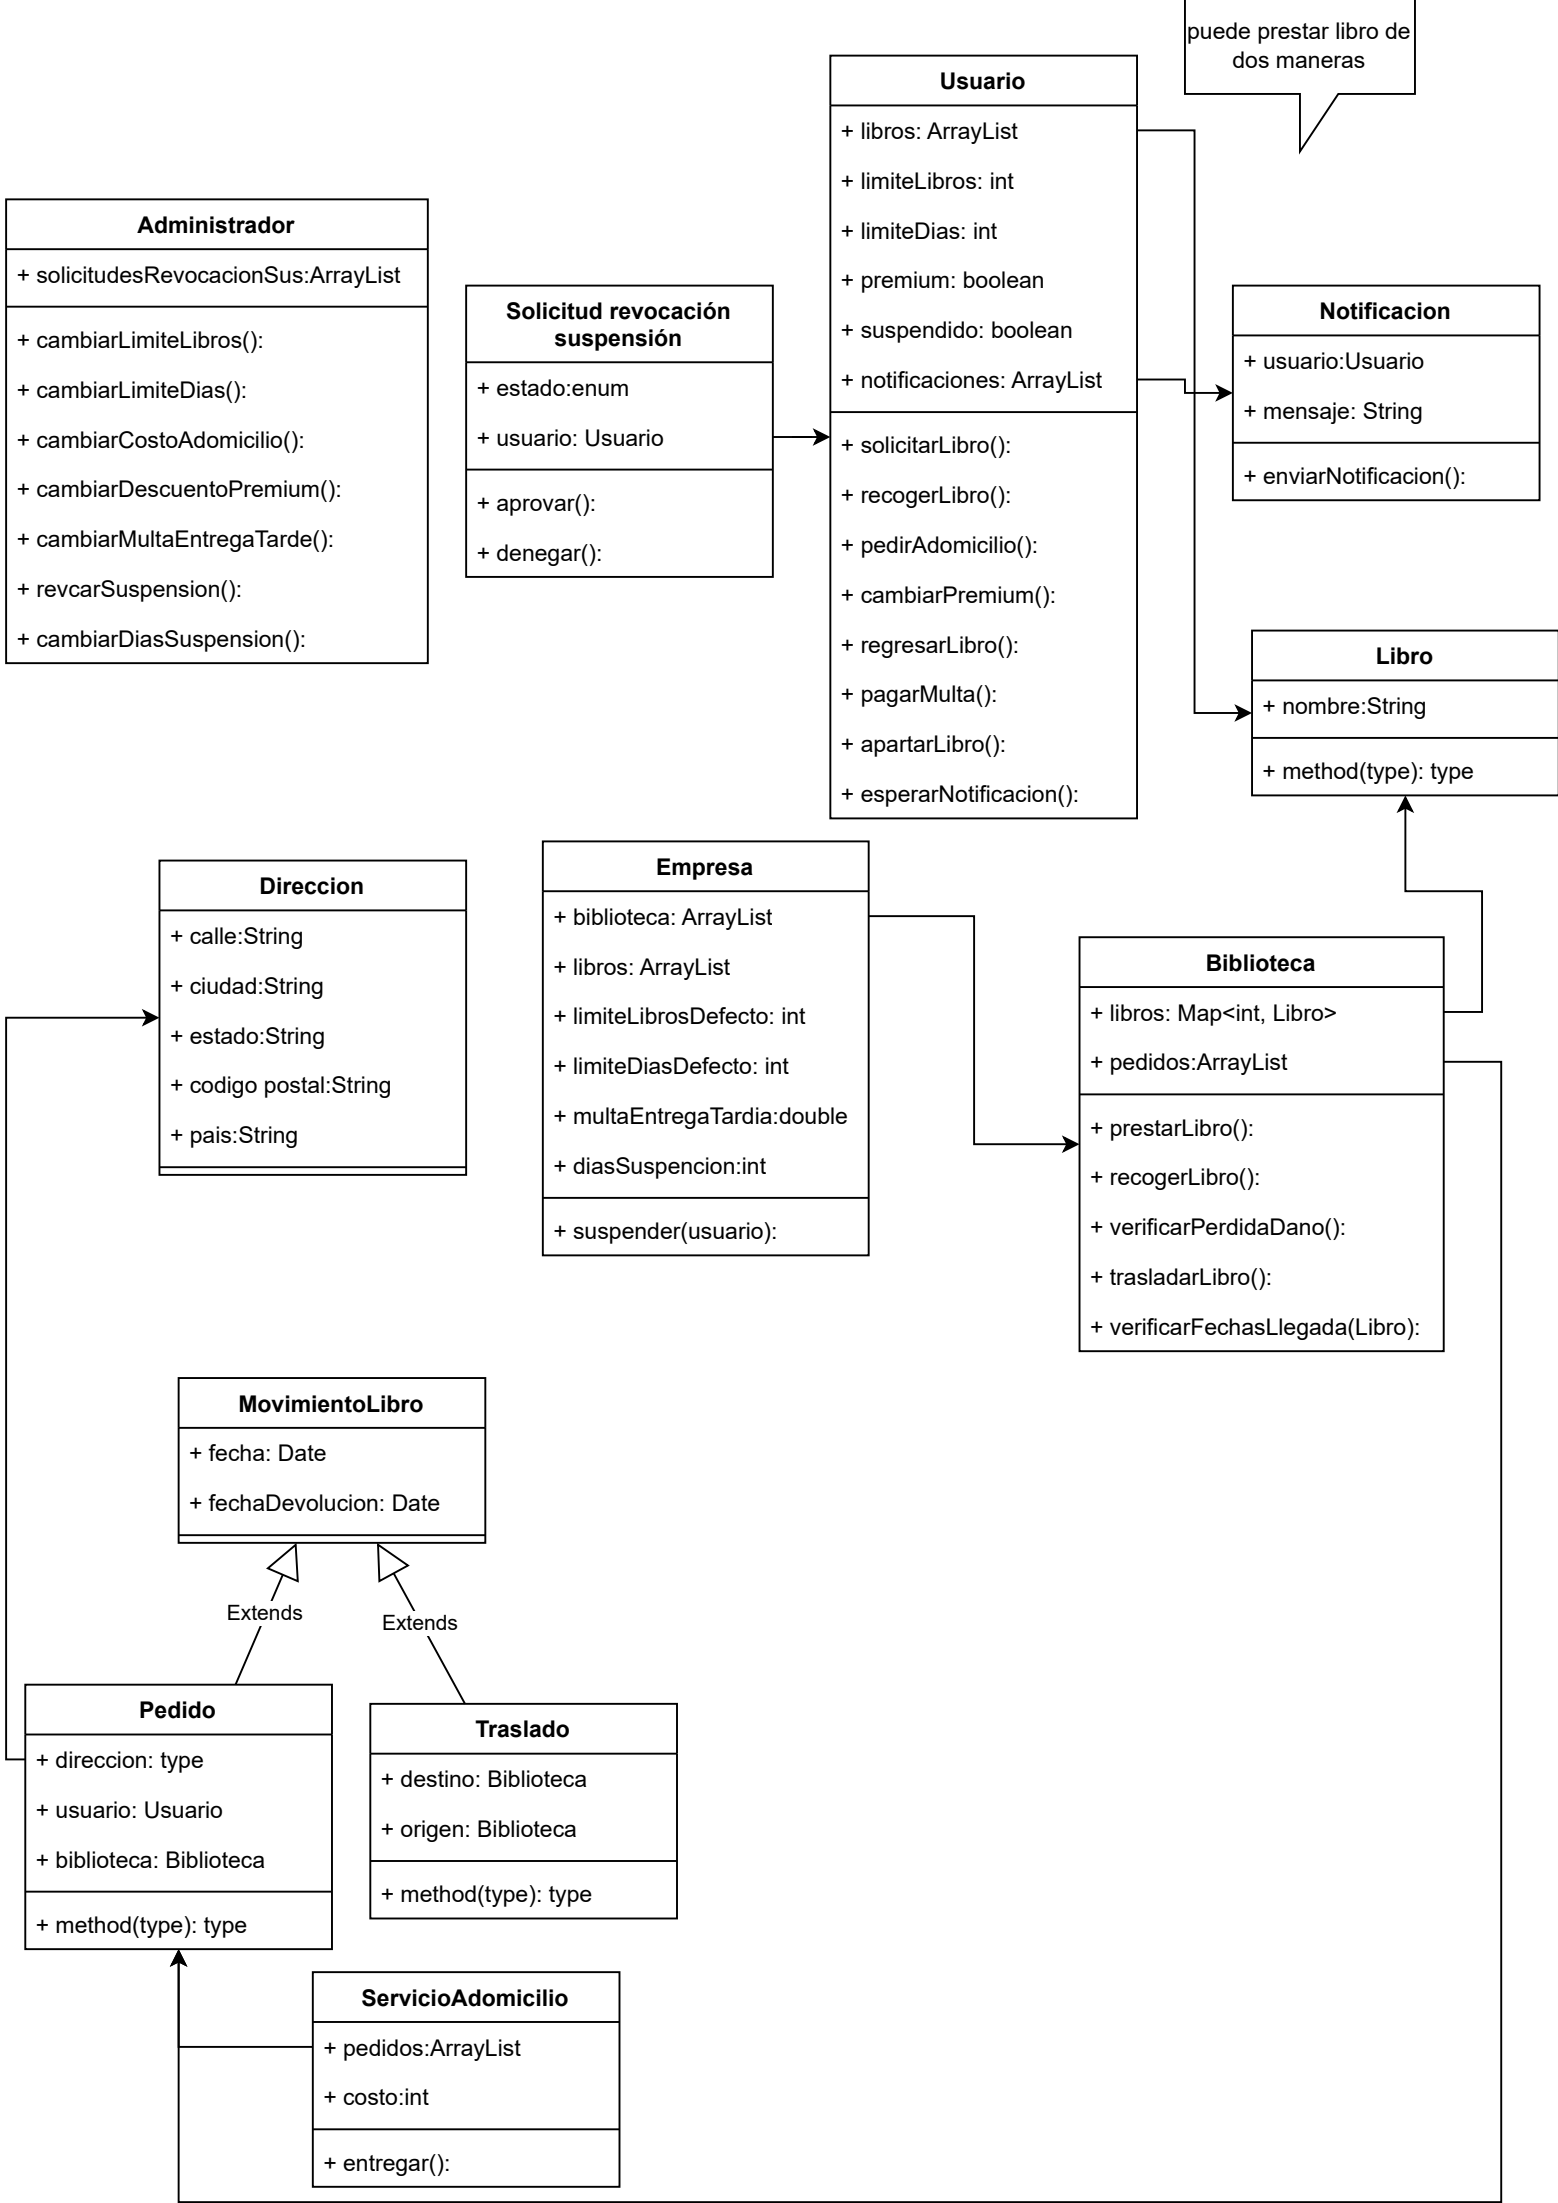 puede prestar libro de
dos maneras
Usuario
+ libros: ArrayList
+ limiteLibros: int
+ limiteDias: int
+ premium: boolean
+ suspendido: boolean
+ notificaciones: ArrayList
+ solicitarLibro():
+ recogerLibro():
+ pedirAdomicilio():
+ cambiarPremium():
+ regresarLibro():
+ pagarMulta():
+ apartarLibro():
+ esperarNotificacion():
Administrador
+ solicitudesRevocacionSus:ArrayList
+ cambiarLimiteLibros():
+ cambiarLimiteDias():
+ cambiarCostoAdomicilio():
+ cambiarDescuentoPremium():
+ cambiarMultaEntregaTarde():
+ revcarSuspension():
+ cambiarDiasSuspension():
Solicitud revocación
suspensión
+ estado:enum
+ usuario: Usuario
+ aprovar():
+ denegar():
Notificacion
+ usuario:Usuario
+ mensaje: String
+ enviarNotificacion():
Libro
+ nombre:String
+ method(type): type
Direccion
+ calle:String
+ ciudad:String
+ estado:String
+ codigo postal:String
+ pais:String
Empresa
+ biblioteca: ArrayList
+ libros: ArrayList
+ limiteLibrosDefecto: int
+ limiteDiasDefecto: int
+ multaEntregaTardia:double
+ diasSuspencion:int
+ suspender(usuario):
Biblioteca
+ libros: Map<int, Libro>
+ pedidos:ArrayList
+ prestarLibro():
+ recogerLibro():
+ verificarPerdidaDano():
+ trasladarLibro():
+ verificarFechasLlegada(Libro):
MovimientoLibro
+ fecha: Date
+ fechaDevolucion: Date
Extends
Extends
Pedido
+ direccion: type
+ usuario: Usuario
+ biblioteca: Biblioteca
+ method(type): type
Traslado
+ destino: Biblioteca
+ origen: Biblioteca
+ method(type): type
ServicioAdomicilio
+ pedidos:ArrayList
+ costo:int
+ entregar():